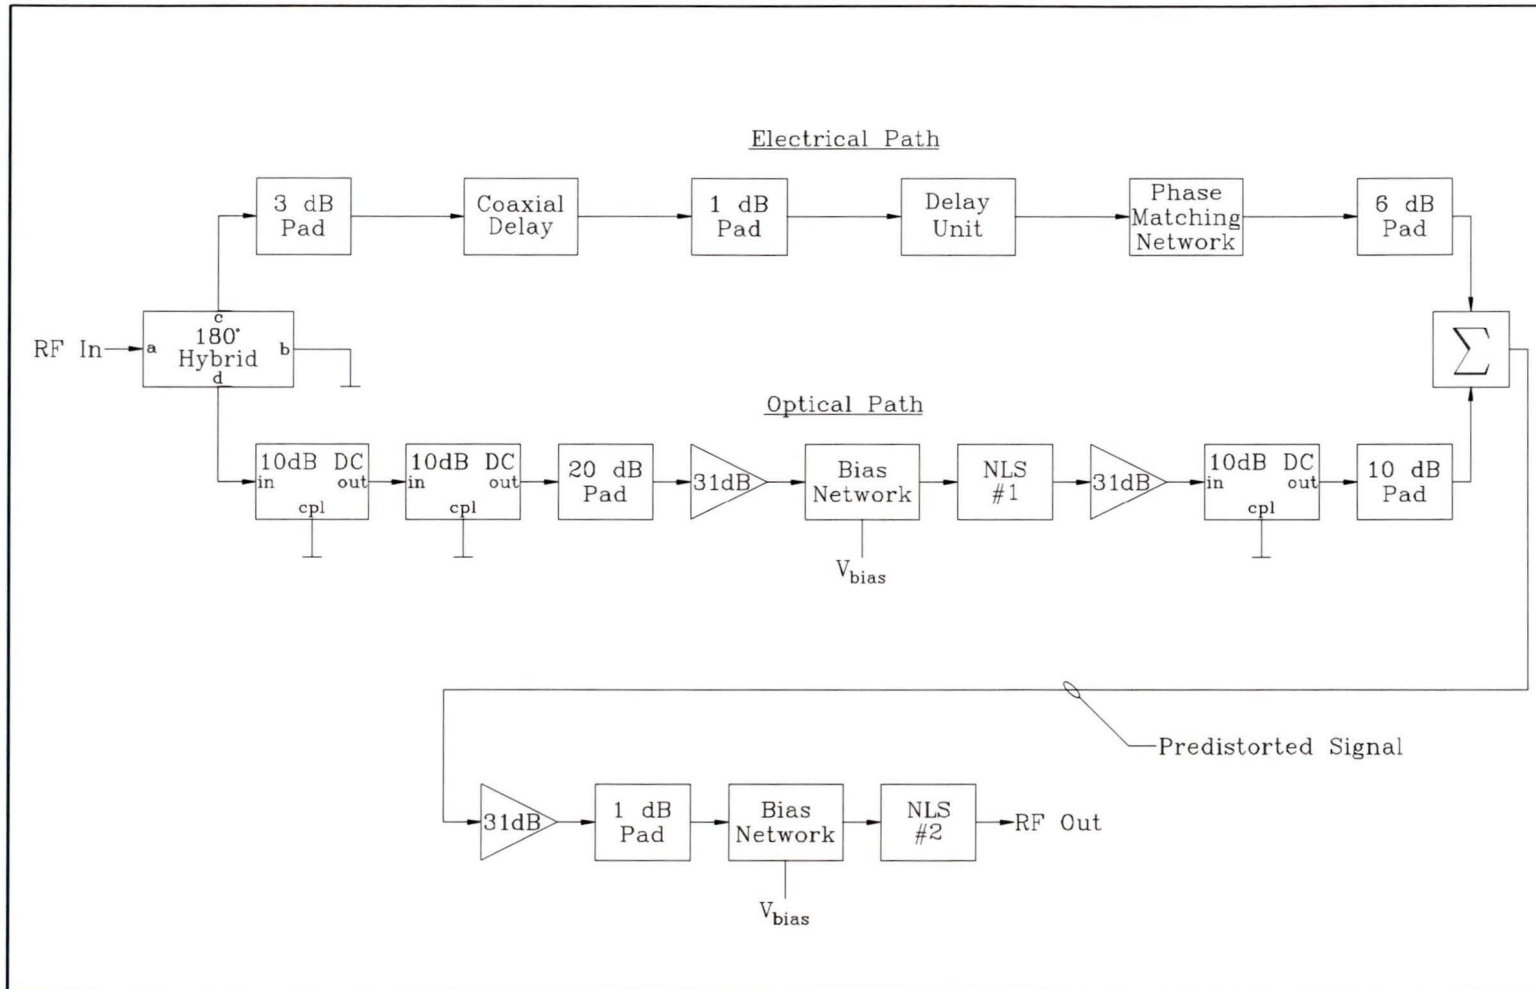 Electrical Path
3 dB
Pad
Coaxial
Delay
1 dB
Pad
Delay
Unit
Phase
Matching
Network
6 dB
Pad
RF In
a
c
180°
Hybrid
b
d
Σ
Optical Path
10dB DC
in out
cpl
10dB DC
in out
cpl
20 dB
Pad
31dB
Bias
Network
Vbias
NLS
#1
31dB
10dB DC
in out
cpl
10 dB
Pad
Predistorted Signal
31dB
1 dB
Pad
Bias
Network
Vbias
NLS
#2
RF Out